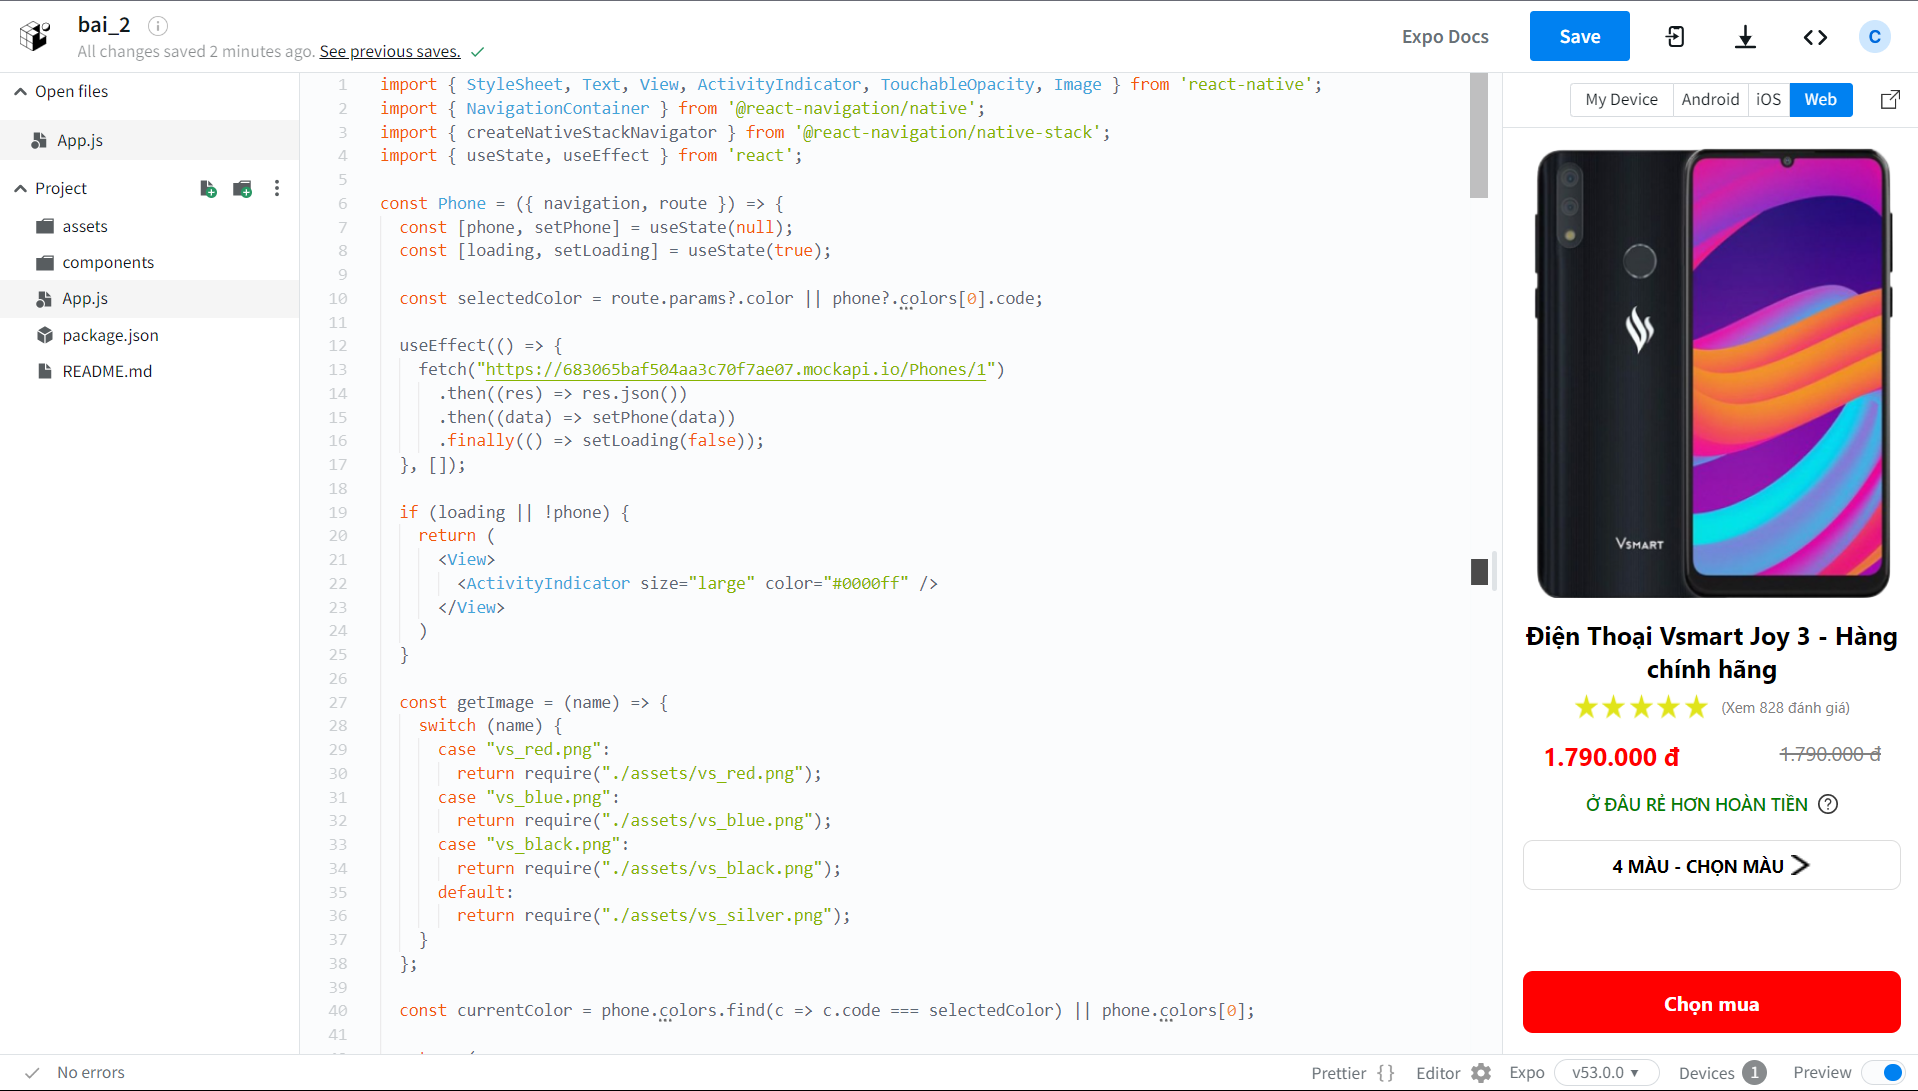 bai_2
All changes saved 2 minutes ago. See previous saves.
Expo Docs
Save
C
Open files
App.js
Project
assets
components
App.js
package.json
README.md
1 import { StyleSheet, Text, View, ActivityIndicator, TouchableOpacity, Image } from 'react-native';
2 import { NavigationContainer } from '@react-navigation/native';
3 import { createNativeStackNavigator } from '@react-navigation/native-stack';
4 import { useState, useEffect } from 'react';
5
6 const Phone = ({ navigation, route }) => {
7 const [phone, setPhone] = useState(null);
8 const [loading, setLoading] = useState(true);
9
10 const selectedColor = route.params?.color || phone?.colors[0].code;
11
12 useEffect(() => {
13 fetch("https://683065baf504aa3c70f7ae07.mockapi.io/Phones/1")
14 .then((res) => res.json())
15 .then((data) => setPhone(data))
16 .finally(() => setLoading(false));
17 }, []);
18
19 if (loading || !phone) {
20 return (
21 <View>
22 <ActivityIndicator size="large" color="#0000ff" />
23 </View>
24 )
25 }
26
27 const getImage = (name) => {
28 switch (name) {
29 case "vs_red.png":
30 return require("./assets/vs_red.png");
31 case "vs_blue.png":
32 return require("./assets/vs_blue.png");
33 case "vs_black.png":
34 return require("./assets/vs_black.png");
35 default:
36 return require("./assets/vs_silver.png");
37 }
38 };
39
40 const currentColor = phone.colors.find(c => c.code === selectedColor) || phone.colors[0];
41
My Device
Android
iOS
Web
VSMART
Điện Thoại Vsmart Joy 3 - Hàng
chính hãng
(Xem 828 đánh giá)
1.790.000 đ
1.790.000 đ
Ở ĐÂU RẺ HƠN HOÀN TIỀN
4 MÀU - CHỌN MÀU
Chọn mua
No errors
Prettier {}
Editor
Expo
v53.0.0
Devices 1
Preview